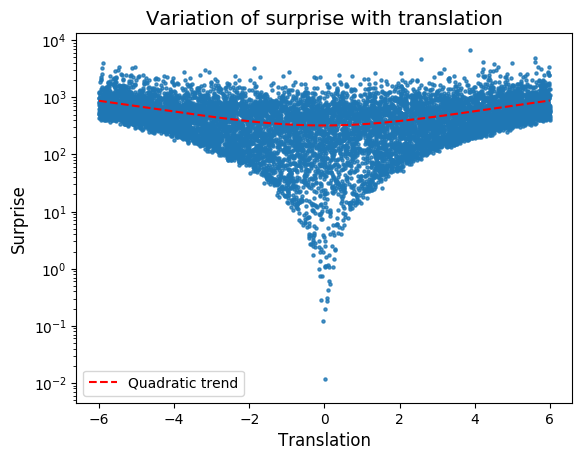 Variation of surprise with translation
10^4
10^3
10^2
10^1
10^0
10^-1
10^-2
Surprise
Quadratic trend
−6 −4 −2 0 2 4 6
Translation